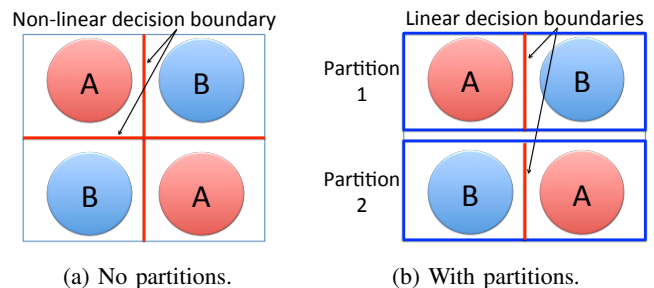 Non-linear decision boundary
A
B
B
A
(a) No partitions.
Linear decision boundaries
Partition
1
A
B
Partition
2
B
A
(b) With partitions.